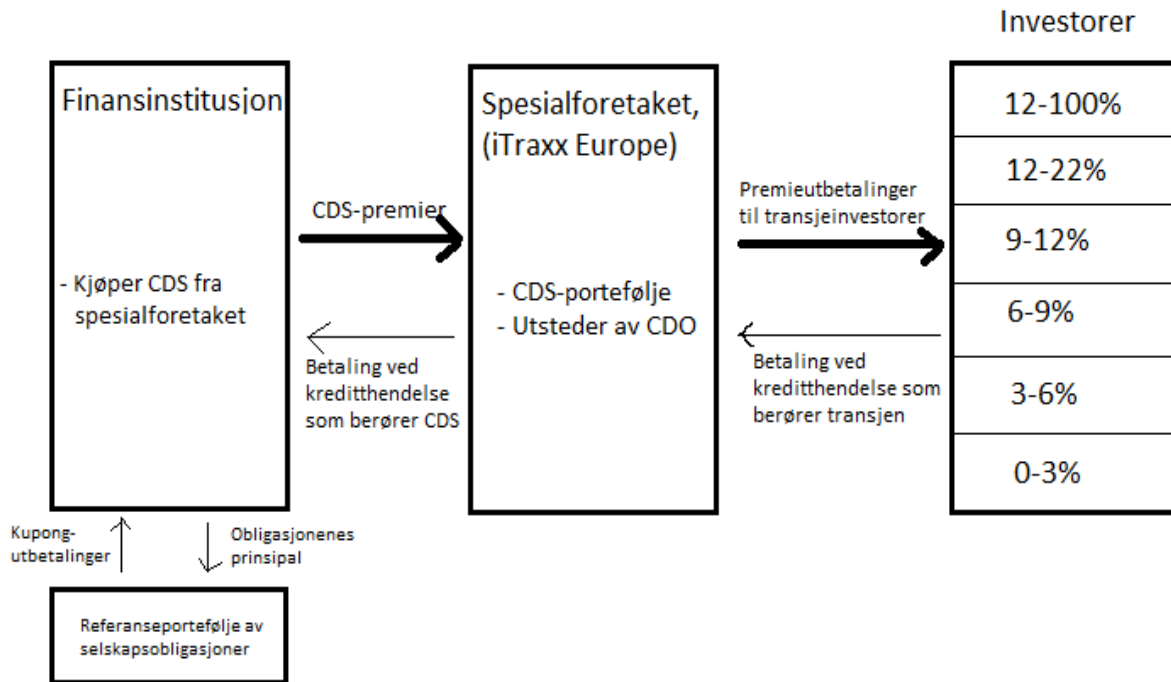 Investorer
Finansinstitusjon
- Kjøper CDS fra
spesialforetaket
CDS-premier
Betaling ved
kreditthendelse
som berører CDS
Spesialforetaket,
(iTraxx Europe)
- CDS-portefølje
- Utsteder av CDO
Premieutbetalinger
til transjeinvestorer
Betaling ved
kreditthendelse som
berører transjen
12-100%
12-22%
9-12%
6-9%
3-6%
0-3%
Kupong-
utbetalinger
Obligasjonenes
prinsipal
Referanseportefølje av
selskapsobligasjoner